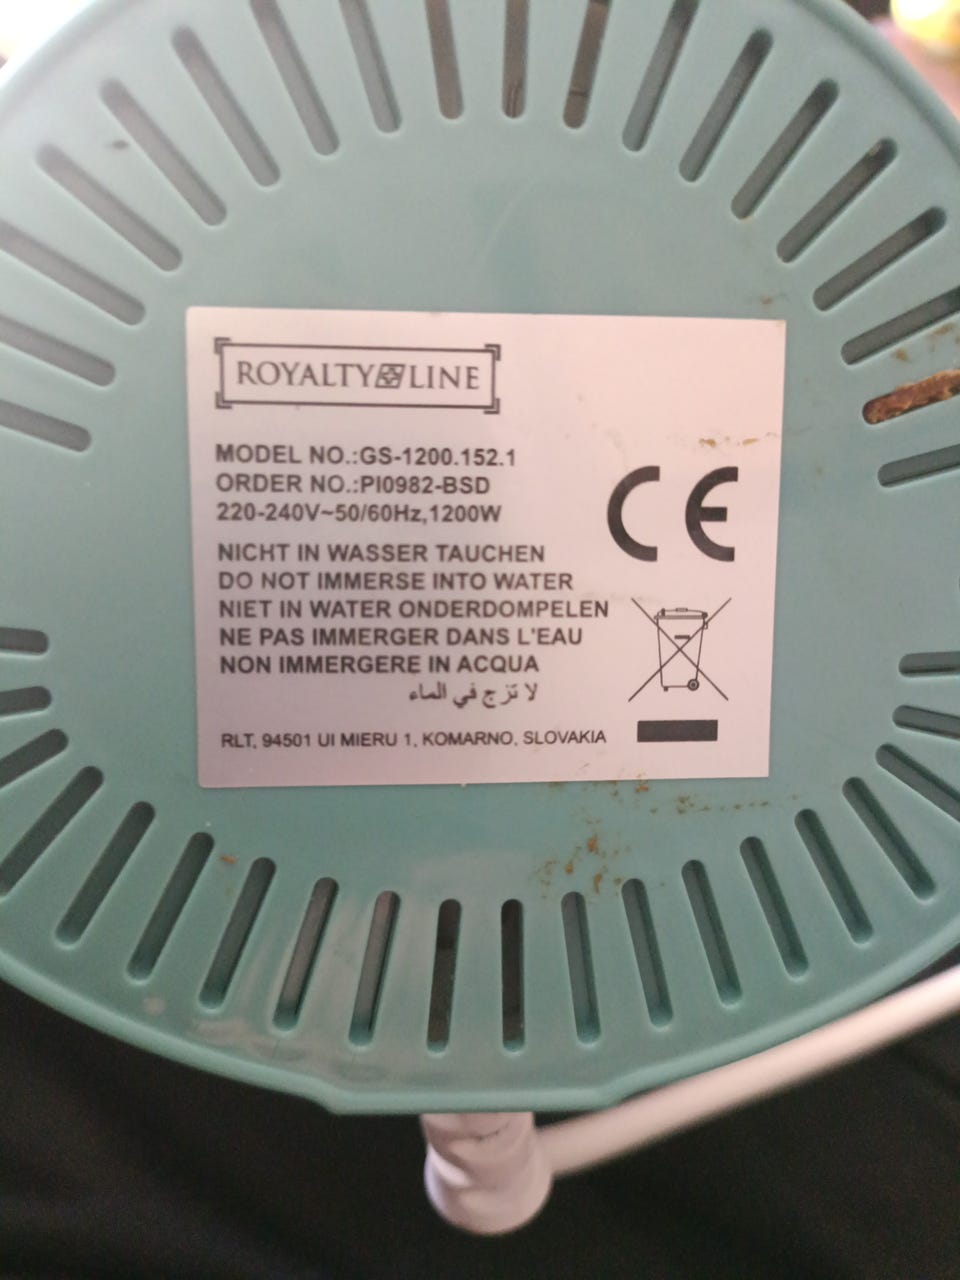 ROYALTY LINE
MODEL NO.:GS-1200.152.1
ORDER NO.:PI0982-BSD
220-240V~50/60Hz,1200W
NICHT IN WASSER TAUCHEN
DO NOT IMMERSE INTO WATER
NIET IN WATER ONDERDOMPELEN
NE PAS IMMERGER DANS L'EAU
NON IMMERGERE IN ACQUA
لا تزج في الماء
RLT, 94501 UI MIERU 1, KOMARNO, SLOVAKIA
CE